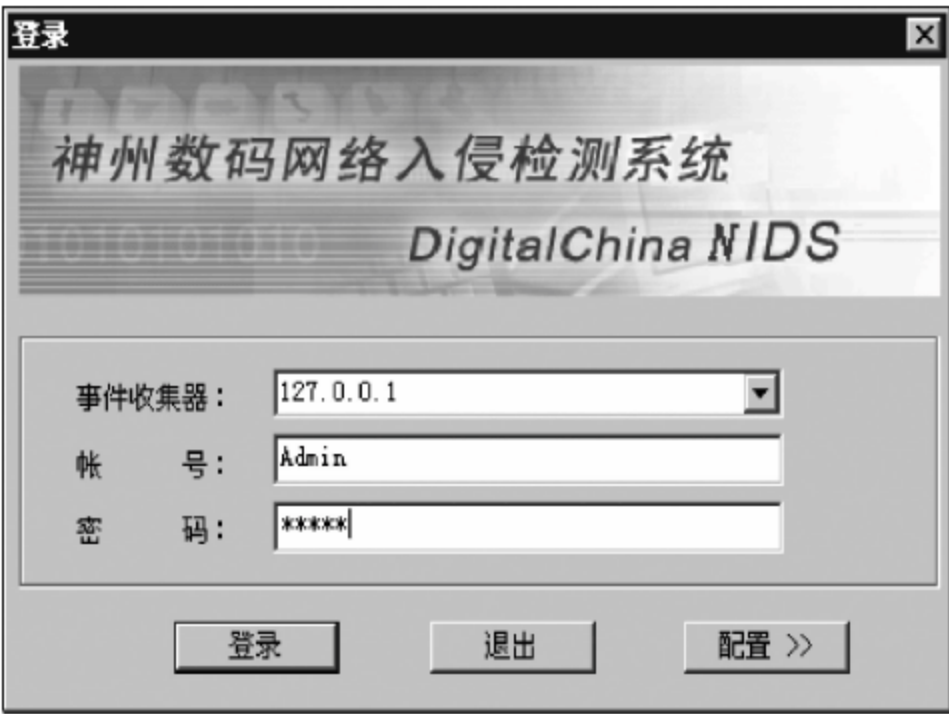 登录
神州数码网络入侵检测系统
1010101010
DigitalChina NIDS
事件收集器： 127.0.0.1
帐 号： Admin
密 码： *****
登录 退出 配置 >>